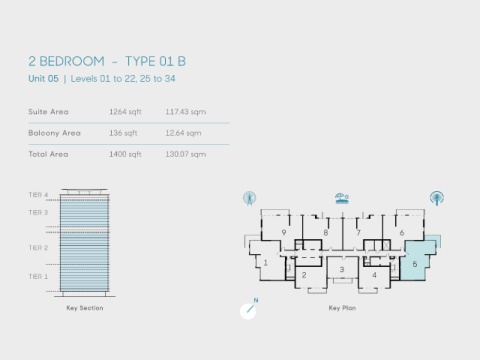 2 BEDROOM - TYPE 01 B
Unit 05 | Levels 01 to 22, 25 to 34
Suite Area 1264 sqft 117.43 sqm
Balcony Area 136 sqft 12.64 sqm
Total Area 1400 sqft 130.07 sqm
TIER 4
TIER 3
TIER 2
TIER 1
Key Section
9 8 7 6
1 2 3 4 5
N
Key Plan